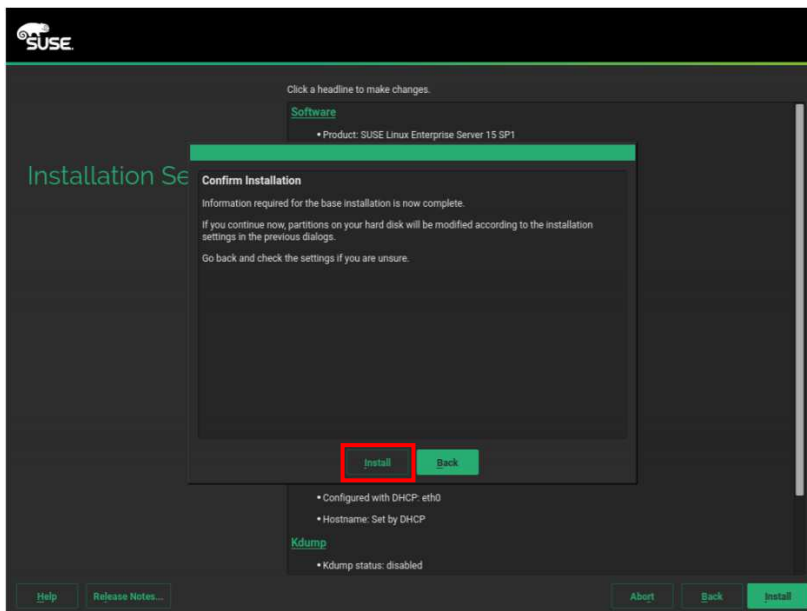 SUSE.
Click a headline to make changes.
Software
• Product: SUSE Linux Enterprise Server 15 SP1
Installation Se
Confirm Installation
Information required for the base installation is now complete.
If you continue now, partitions on your hard disk will be modified according to the installation
settings in the previous dialogs.
Go back and check the settings if you are unsure.
Install Back
• Configured with DHCP: eth0
• Hostname: Set by DHCP
Kdump
• Kdump status: disabled
Help Release Notes... Abort Back Install